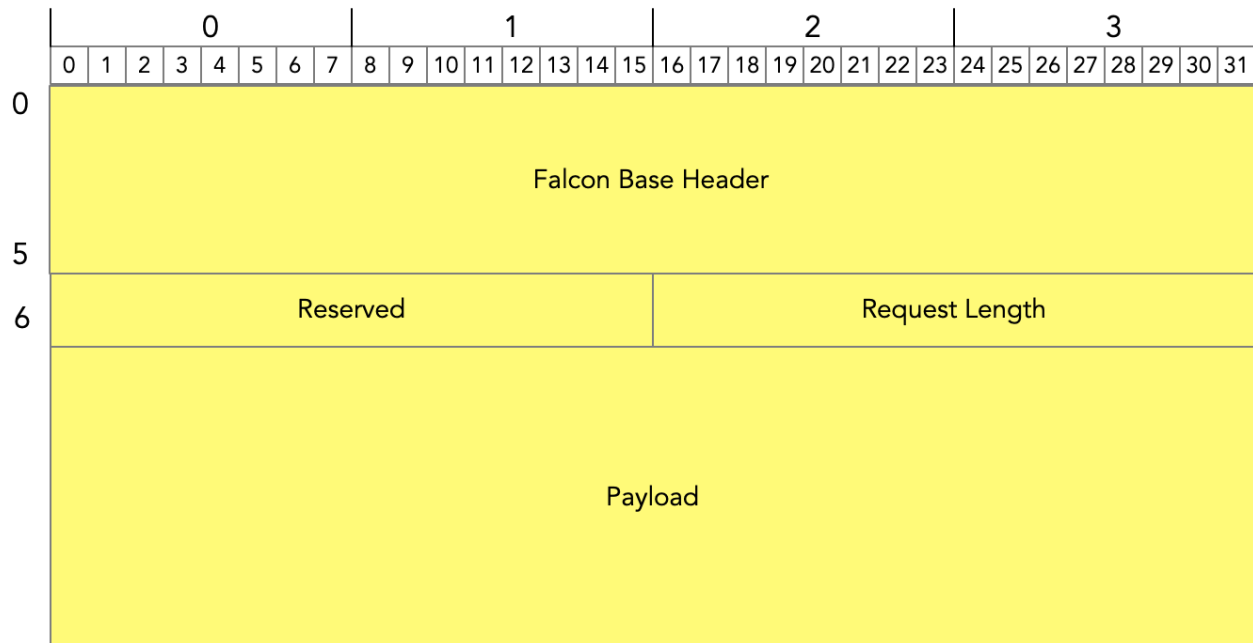 0 1 2 3
0 1 2 3 4 5 6 7 8 9 10 11 12 13 14 15 16 17 18 19 20 21 22 23 24 25 26 27 28 29 30 31
0
Falcon Base Header
5
6 Reserved Request Length
Payload